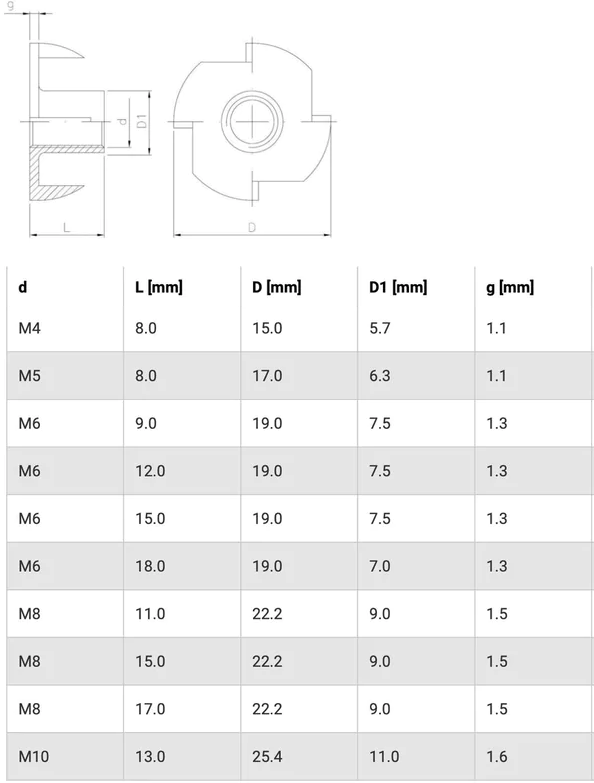 g
d
D1
L
D
d L [mm] D [mm] D1 [mm] g [mm]
M4 8.0 15.0 5.7 1.1
M5 8.0 17.0 6.3 1.1
M6 9.0 19.0 7.5 1.3
M6 12.0 19.0 7.5 1.3
M6 15.0 19.0 7.5 1.3
M6 18.0 19.0 7.0 1.3
M8 11.0 22.2 9.0 1.5
M8 15.0 22.2 9.0 1.5
M8 17.0 22.2 9.0 1.5
M10 13.0 25.4 11.0 1.6